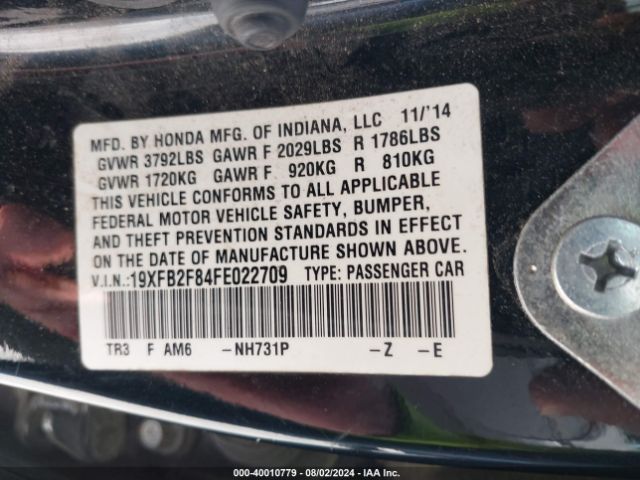 MFD. BY HONDA MFG. OF INDIANA, LLC 11/'14
GVWR 3792LBS GAWR F 2029LBS R 1786LBS
GVWR 1720KG GAWR F. 920KG R 810KG
THIS VEHICLE CONFORMS TO ALL APPLICABLE
FEDERAL MOTOR VEHICLE SAFETY, BUMPER,
AND THEFT PREVENTION STANDARDS IN EFFECT
ON THE DATE OF MANUFACTURE SHOWN ABOVE.
V.I.N.:19XFB2F84FE022709 TYPE: PASSENGER CAR
TR3 F AM6 -NH731P -Z -E
000-40010779 - 08/02/2024 - IAA Inc.